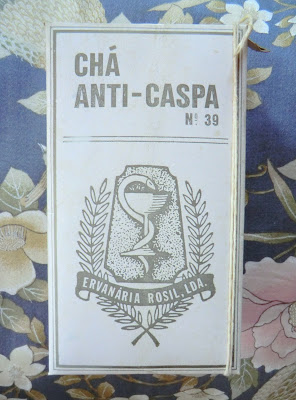 CHÁ
ANTI-CASPA
Nº 39
ERVANÁRIA ROSIL, LDA.